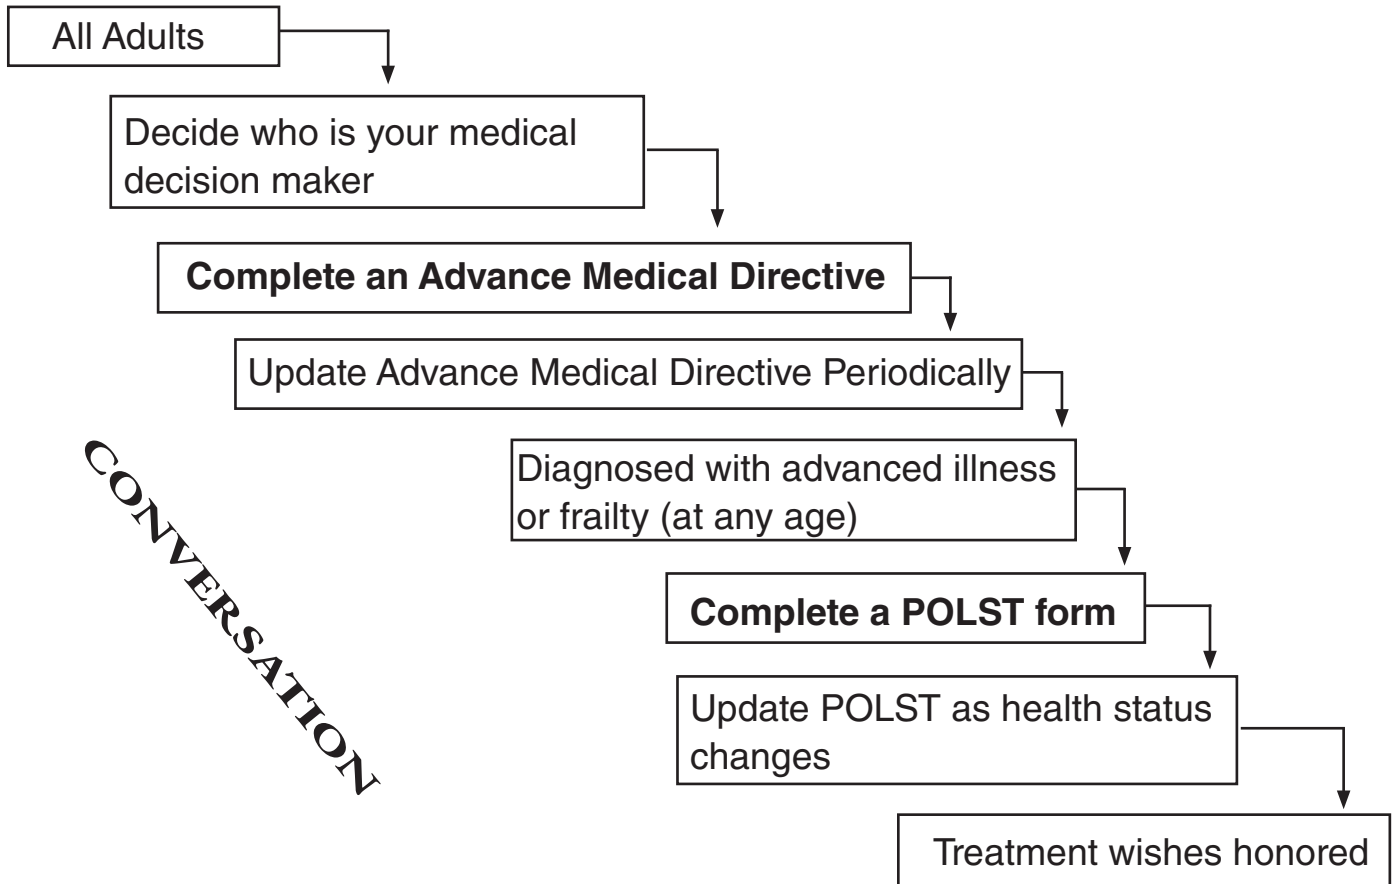 All Adults
Decide who is your medical
decision maker
Complete an Advance Medical Directive
Update Advance Medical Directive Periodically
Diagnosed with advanced illness
or frailty (at any age)
CONVERSATION
Complete a POLST form
Update POLST as health status
changes
Treatment wishes honored